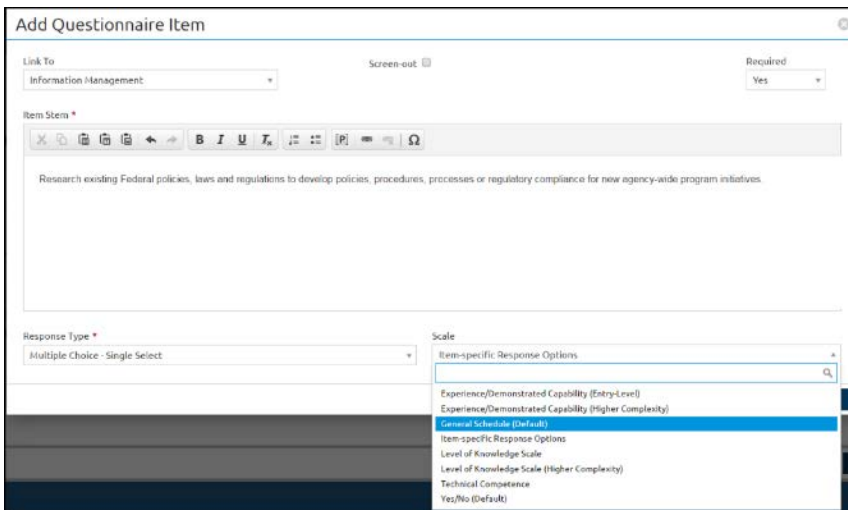 Add Questionnaire Item
Link To
Screen-out
Required
Information Management
Yes
Item Stem *
B I U Tx [P] Ω
Research existing Federal policies, laws and regulations to develop policies, procedures, processes or regulatory compliance for new agency-wide program initiatives.
Response Type *
Scale
Multiple Choice - Single Select
Item-specific Response Options
Experience/Demonstrated Capability (Entry-Level)
Experience/Demonstrated Capability (Higher Complexity)
General Schedule (Default)
Item-specific Response Options
Level of Knowledge Scale
Level of Knowledge Scale (Higher Complexity)
Technical Competence
Yes/No (Default)